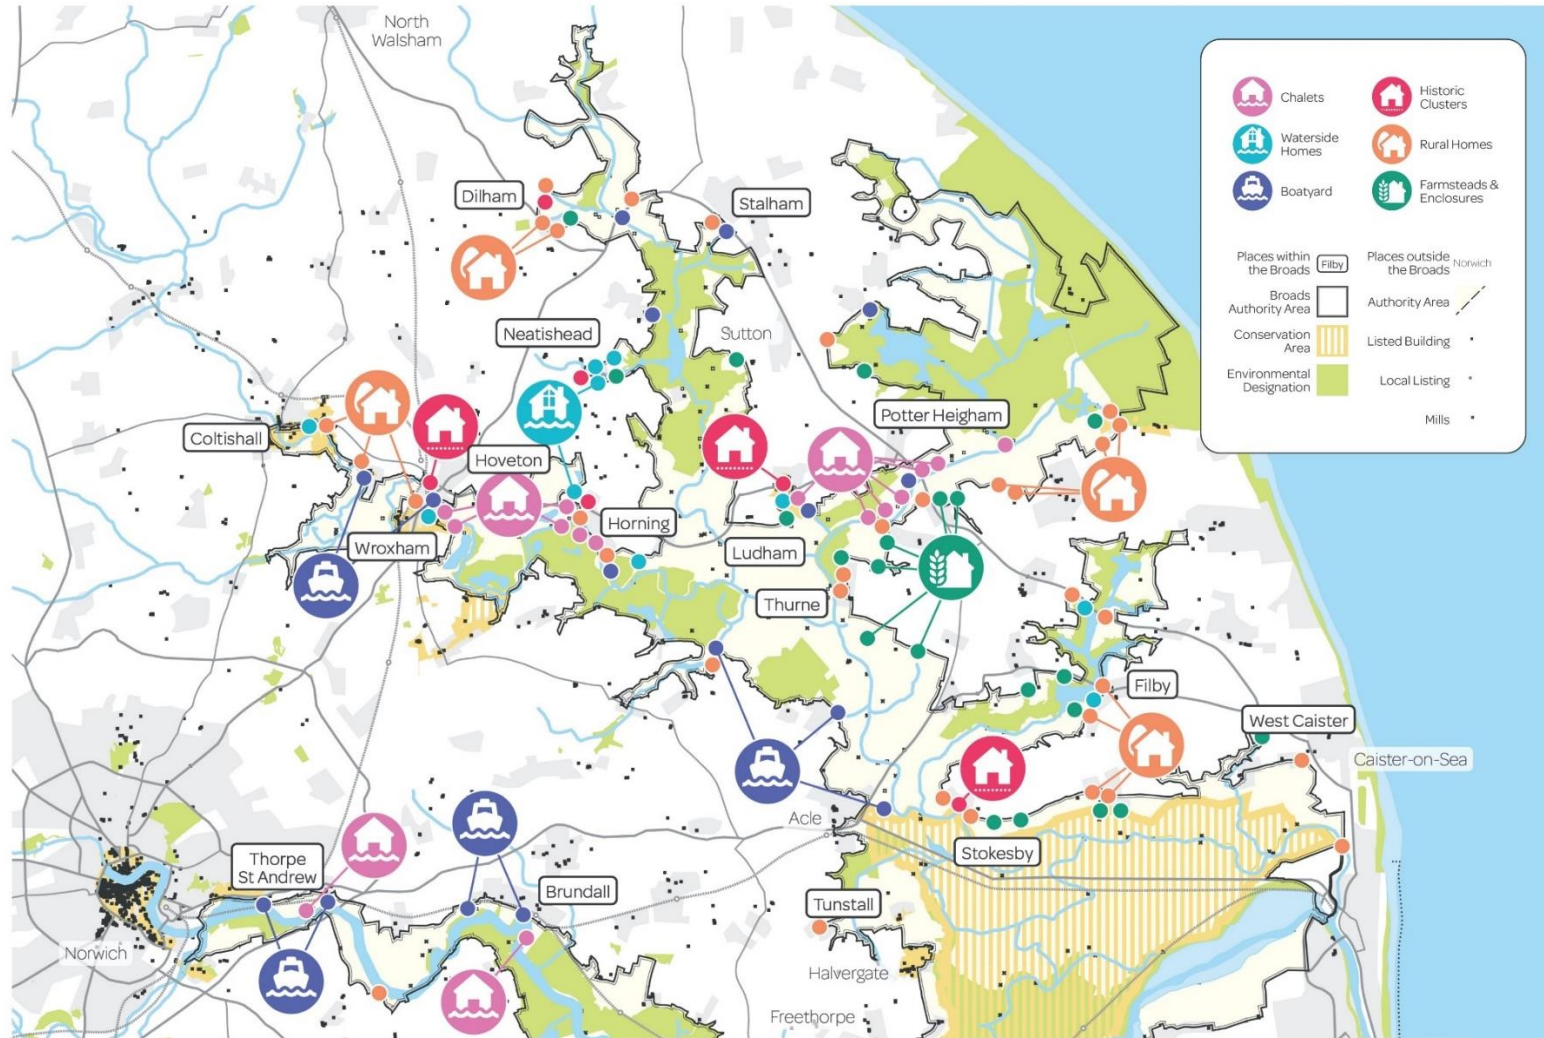 North
Walsham
Chalets
Historic
Clusters
Waterside
Homes
Rural Homes
Boatyard
Farmsteads &
Enclosures
Places within
the Broads
Filby
Places outside
the Broads
Norwich
Broads
Authority Area
Authority Area
Conservation
Area
Listed Building
Environmental
Designation
Local Listing
Mills
Dilham
Stalham
Neatishead
Sutton
Potter Heigham
Coltishall
Hoveton
Horning
Wroxham
Ludham
Thurne
Filby
West Caister
Caister-on-Sea
Acle
Stokesby
Thorpe
St Andrew
Brundall
Tunstall
Norwich
Halvergate
Freethorpe